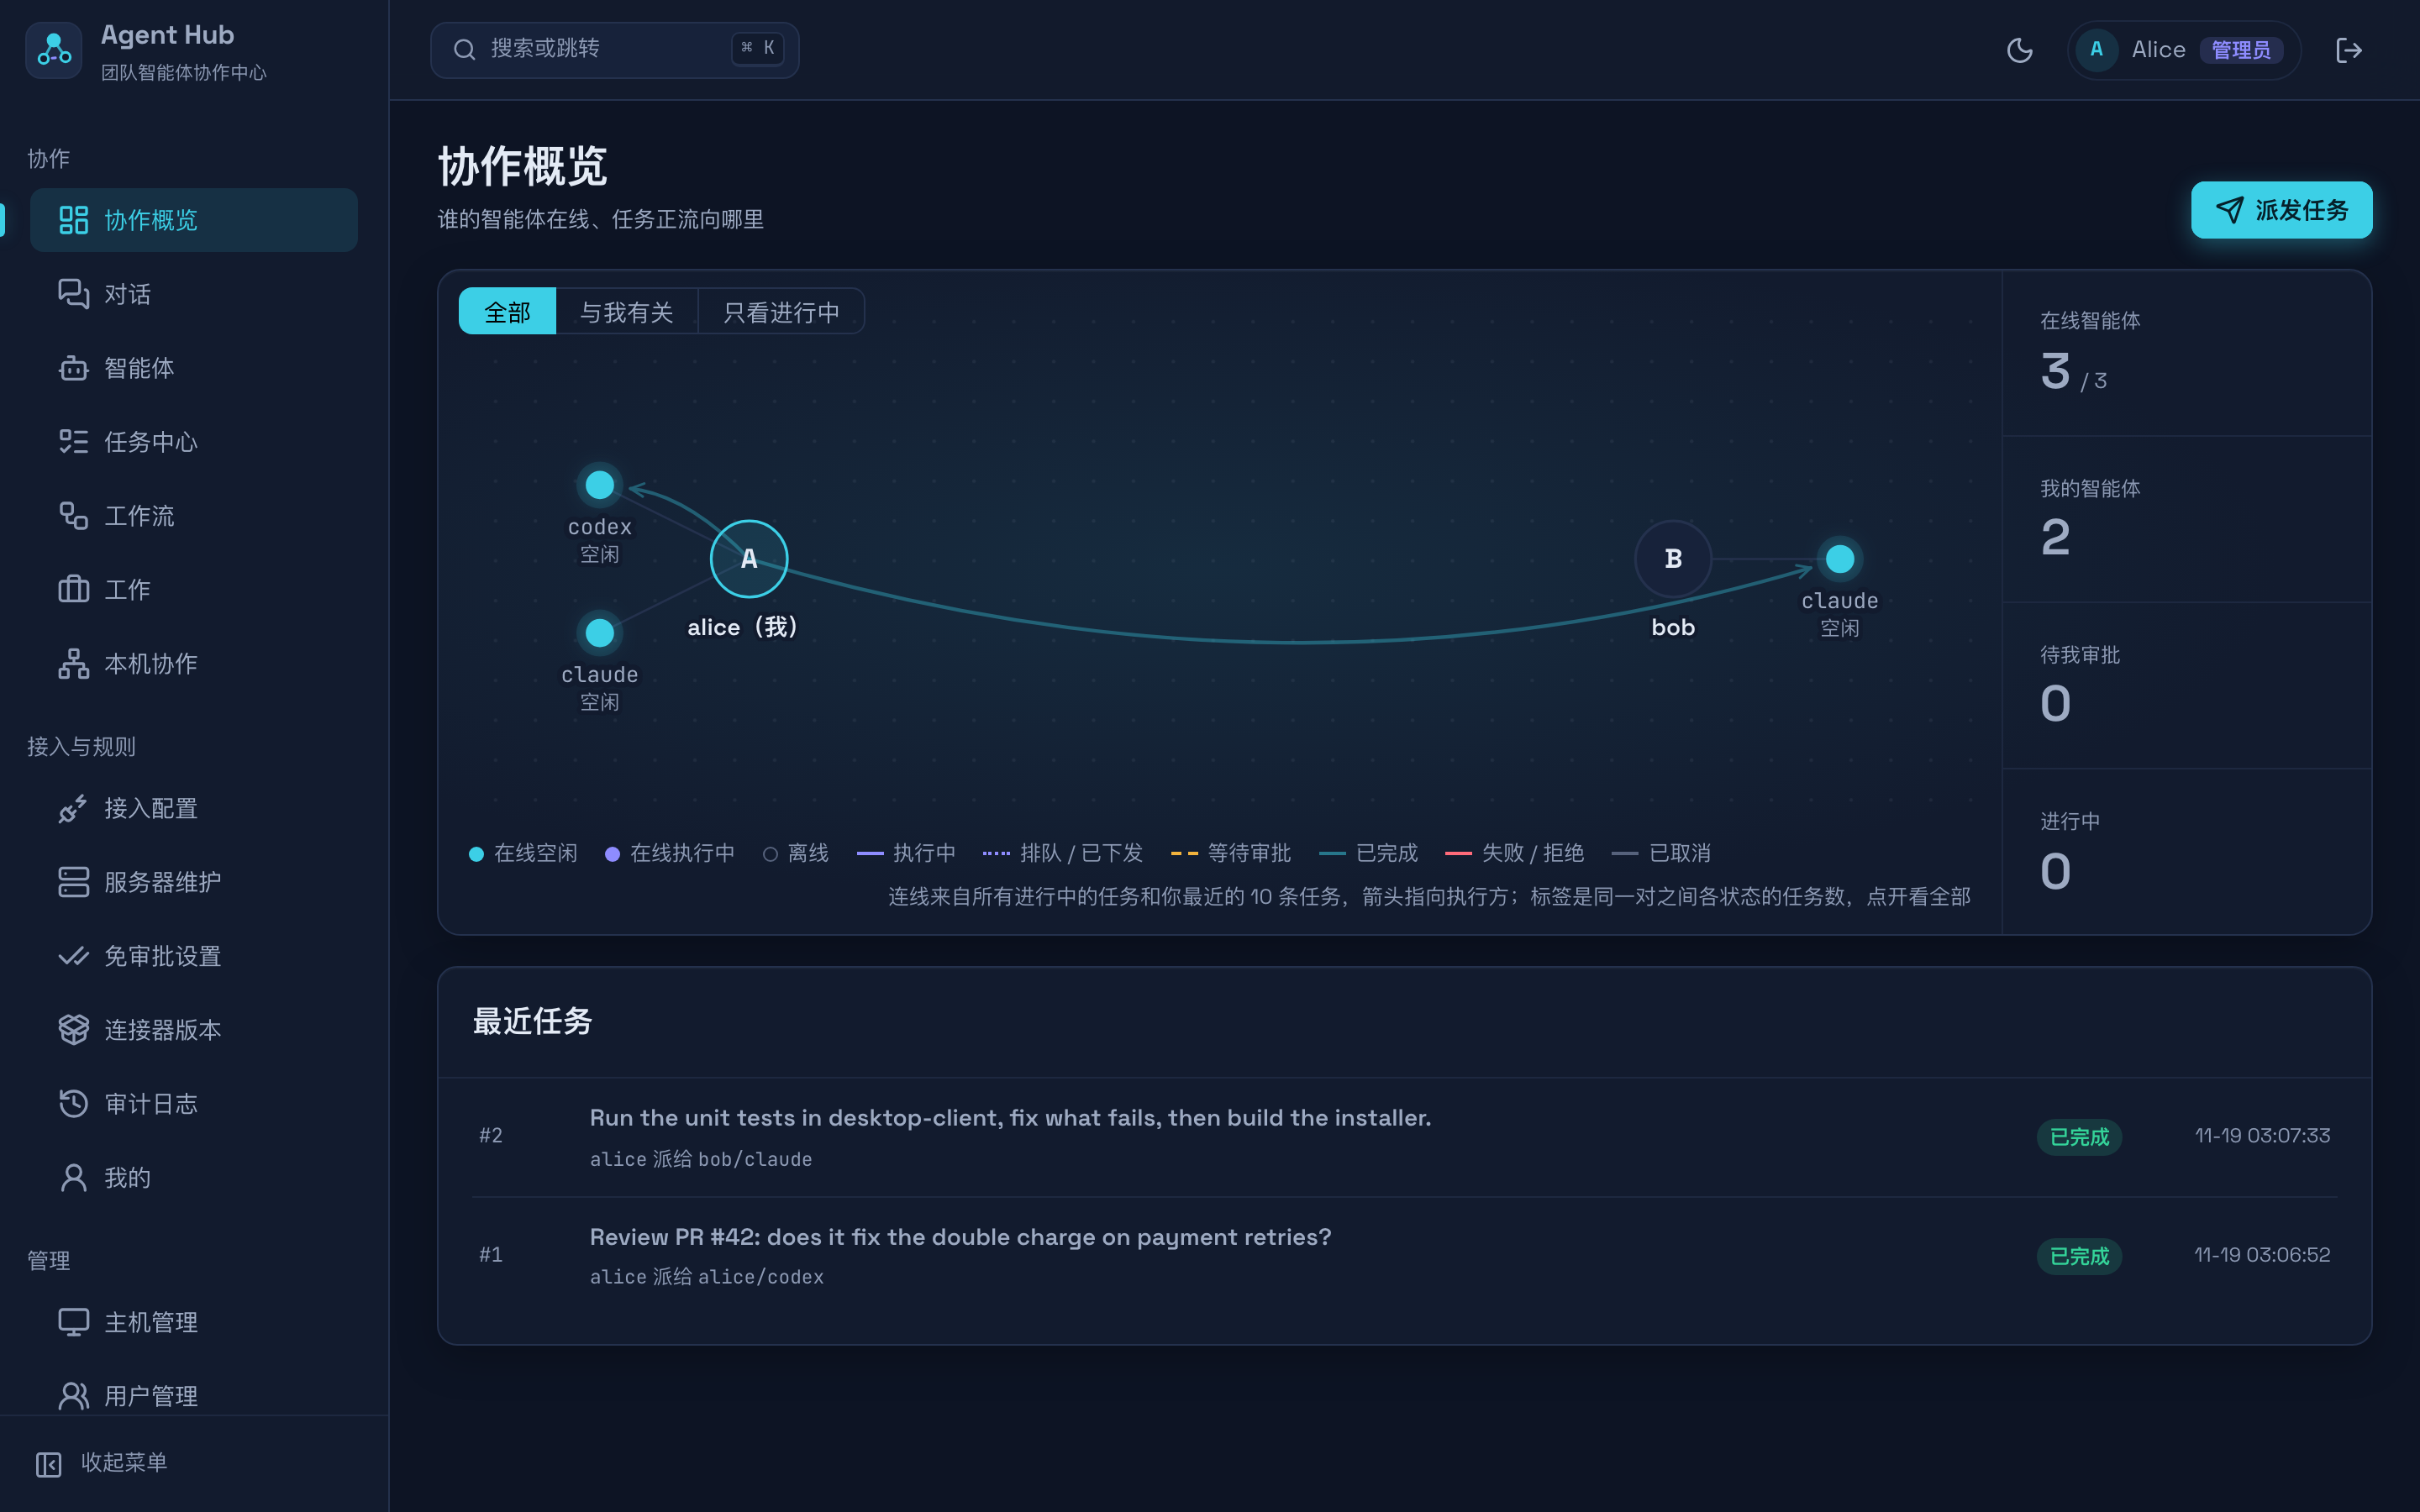 Agent Hub
团队智能体协作中心
搜索或跳转
⌘ K
A
Alice
管理员
协作
协作概览
对话
智能体
任务中心
工作流
工作
本机协作
接入与规则
接入配置
服务器维护
免审批设置
连接器版本
审计日志
我的
管理
主机管理
用户管理
收起菜单
协作概览
谁的智能体在线、任务正流向哪里
派发任务
全部
与我有关
只看进行中
codex
空闲
A
alice（我）
claude
空闲
B
bob
claude
空闲
在线空闲
在线执行中
离线
执行中
排队 / 已下发
等待审批
已完成
失败 / 拒绝
已取消
连线来自所有进行中的任务和你最近的 10 条任务，箭头指向执行方；标签是同一对之间各状态的任务数，点开看全部
在线智能体
3 / 3
我的智能体
2
待我审批
0
进行中
0
最近任务
#2
Run the unit tests in desktop-client, fix what fails, then build the installer.
alice 派给 bob/claude
已完成
11-19 03:07:33
#1
Review PR #42: does it fix the double charge on payment retries?
alice 派给 alice/codex
已完成
11-19 03:06:52